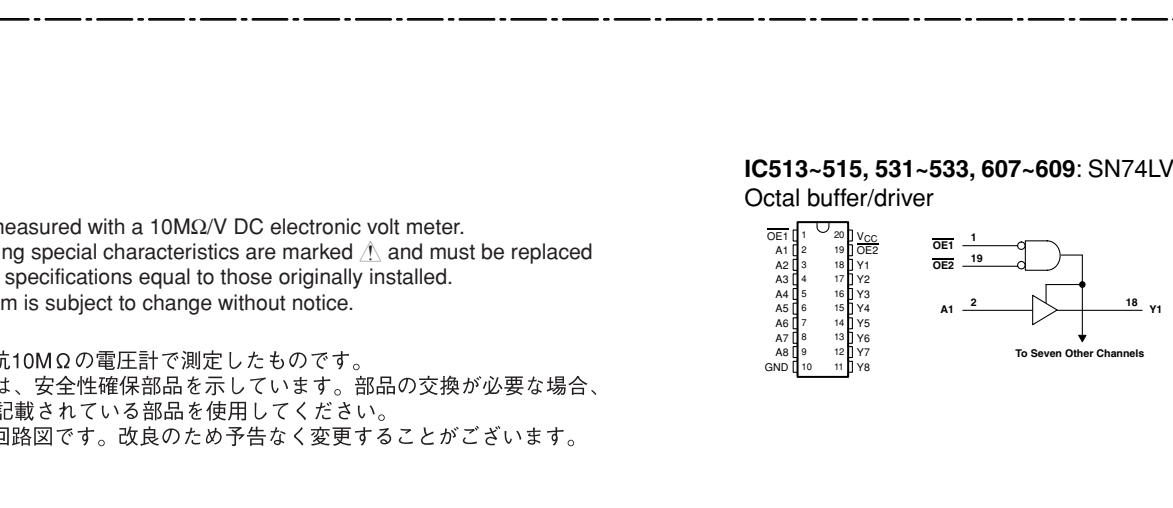 measured with a 10MΩ/V DC electronic volt meter.
ing special characteristics are marked ⚠ and must be replaced
specifications equal to those originally installed.
m is subject to change without notice.
抗10MΩの電圧計で測定したものです。
は、安全性確保部品を示しています。部品の交換が必要な場合、
記載されている部品を使用してください。
回路図です。改良のため予告なく変更することがございます。
IC513~515, 531~533, 607~609: SN74LV
Octal buffer/driver
OE1 1 20 VCC
A1 2 19 OE2
A2 3 18 Y1
A3 4 17 Y2
A4 5 16 Y3
A5 6 15 Y4
A6 7 14 Y5
A7 8 13 Y6
A8 9 12 Y7
GND 10 11 Y8
OE1 1
OE2 19
A1 2 18 Y1
To Seven Other Channels